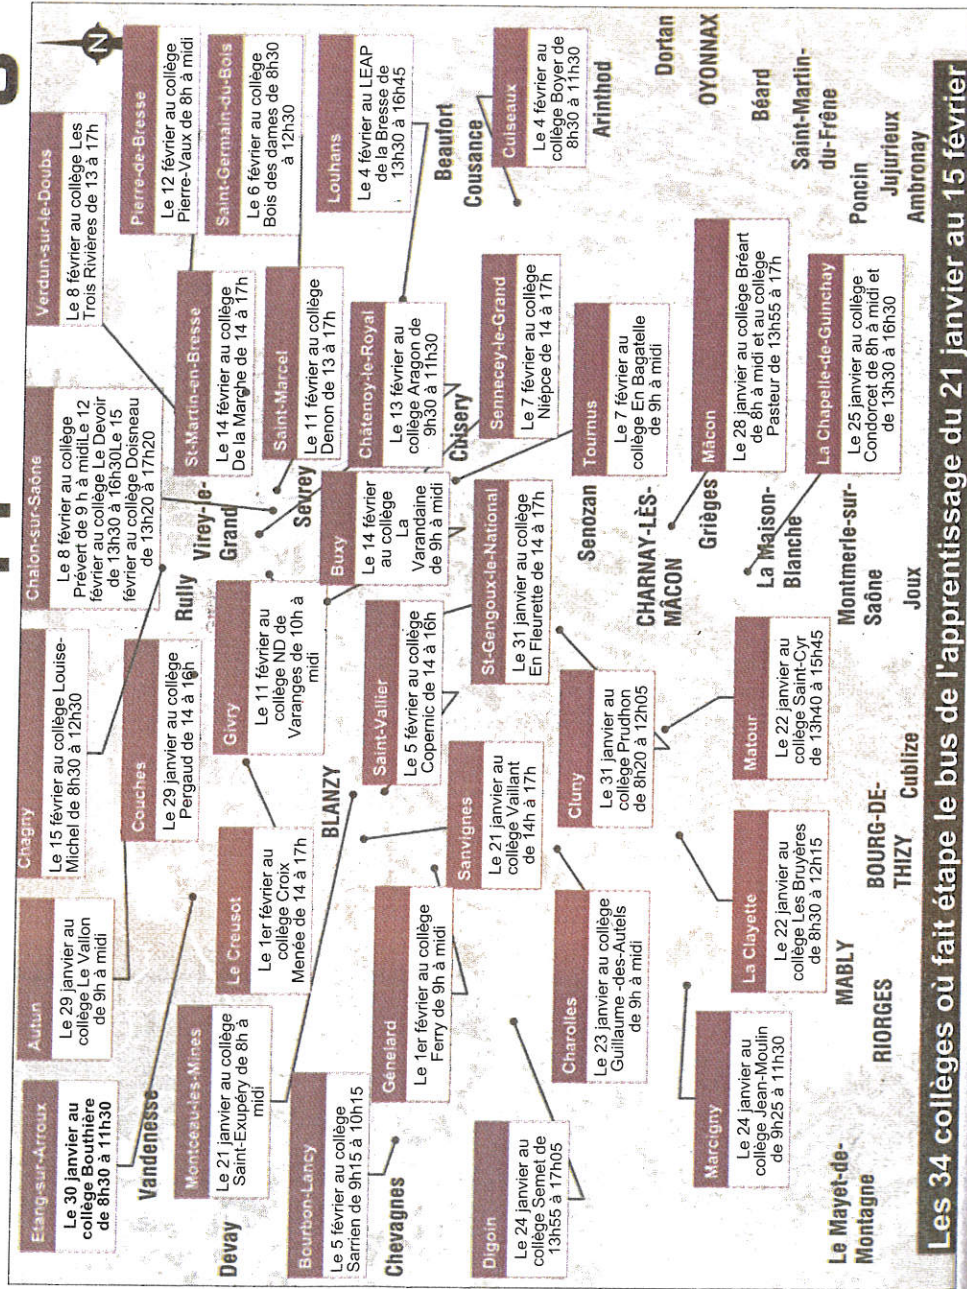 Etang-sur-Arroux
Le 30 janvier au
collège Bouthière
de 8h30 à 11h30
Autun
Le 29 janvier au
collège Le Vallon
de 9h à midi
Chagny
Le 15 février au collège Louise-
Michel de 8h30 à 12h30
Chalon-sur-Saône
Le 8 février au collège
Prévert de 9 h à midiLe 12
février au collège Le Devoir
de 13h30 à 16h30Le 15
février au collège Doisneau
de 13h20 à 17h20
Verdun-sur-le-Doubs
Le 8 février au collège Les
Trois Rivières de 13 à 17h
N
Couches
Le 29 janvier au collège
Pergaud de 14 à 16h
Pierre-de-Bresse
Le 12 février au collège
Pierre-Vaux de 8h à midi
Vandenesse
Rully
Virey-le-
Grand
St-Martin-en-Bresse
Le 14 février au collège
De la Marche de 14 à 17h
Saint-Germain-du-Bois
Le 6 février au collège
Bois des dames de 8h30
à 12h30
Montceau-les-Mines
Le 21 janvier au collège
Saint-Exupéry de 8h à
midi
Le Creusot
Le 1er février au
collège Croix
Menée de 14 à 17h
Givry
Le 11 février au
collège ND de
Varanges de 10h à
midi
Saint-Marcel
Le 11 février au collège
Denon de 13 à 17h
Devay
Sevrey
Louhans
Le 4 février au LEAP
de la Bresse de
13h30 à 16h45
Bourbon-Lancy
Le 5 février au collège
Sarrien de 9h15 à 10h15
BLANZY
Buxy
Le 14 février
au collège
La
Varandaine
de 9h à midi
Châtenoy-le-Royal
Le 13 février au
collège Aragon de
9h30 à 11h30
Chevagnes
Génelard
Le 1er février au collège
Ferry de 9h à midi
Saint-Vallier
Le 5 février au collège
Copernic de 14 à 16h
Cuisery
Beaufort
Cousance
Sanvignes
Le 21 janvier au
collège Vaillant
de 14h à 17h
St-Gengoux-le-National
Le 31 janvier au collège
En Fleurette de 14 à 17h
Sennecey-le-Grand
Le 7 février au collège
Niépce de 14 à 17h
Cuiseaux
Le 4 février au
collège Boyer de
8h30 à 11h30
Digoin
Le 24 janvier au
collège Semet de
13h55 à 17h05
Charolles
Le 23 janvier au collège
Guillaume -des-Autels
de 9h à midi
Cluny
Le 31 janvier au
collège Prudhon
de 8h20 à 12h05
Senozan
Tournus
Le 7 février au
collège En Bagatelle
de 9h à midi
Arinthod
CHARNAY-LÈS-
MÂCON
Dortan
Grièges
Mâcon
Le 28 janvier au collège Bréart
de 8h à midi et au collège
Pasteur de 13h55 à 17h
OYONNAX
Marcigny
Le 24 janvier au
collège Jean-Moulin
de 9h25 à 11h30
La Clayette
Le 22 janvier au
collège Les Bruyères
de 8h30 à 12h15
Matour
Le 22 janvier au
collège Saint-Cyr
de 13h40 à 15h45
La Maison-
Blanche
Béard
Saint-Martin-
du-Frêne
La Chapelle-de-Guinchay
Le 25 janvier au collège
Condorcet de 8h à midi et
de 13h30 à 16h30
Le Mayet-de-
Montagne
MABLY
RIORGES
BOURG-DE-
THIZY
Cublize
Montmerle-sur-
Saône
Joux
Poncin
Jujurieux
Ambronay
Les 34 collèges où fait étape le bus de l'apprentissage du 21 janvier au 15 février